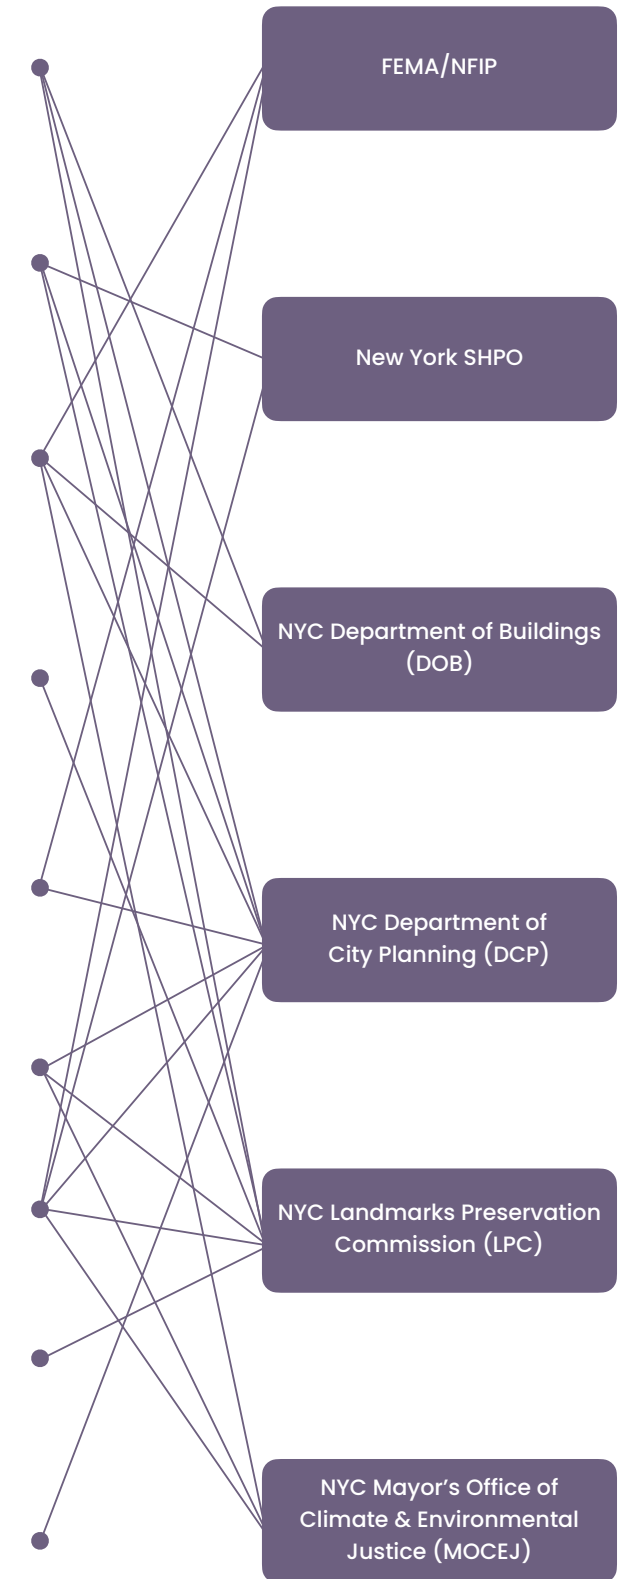 FEMA/NFIP
New York SHPO
NYC Department of Buildings
(DOB)
NYC Department of
City Planning (DCP)
NYC Landmarks Preservation
Commission (LPC)
NYC Mayor’s Office of
Climate & Environmental
Justice (MOCEJ)